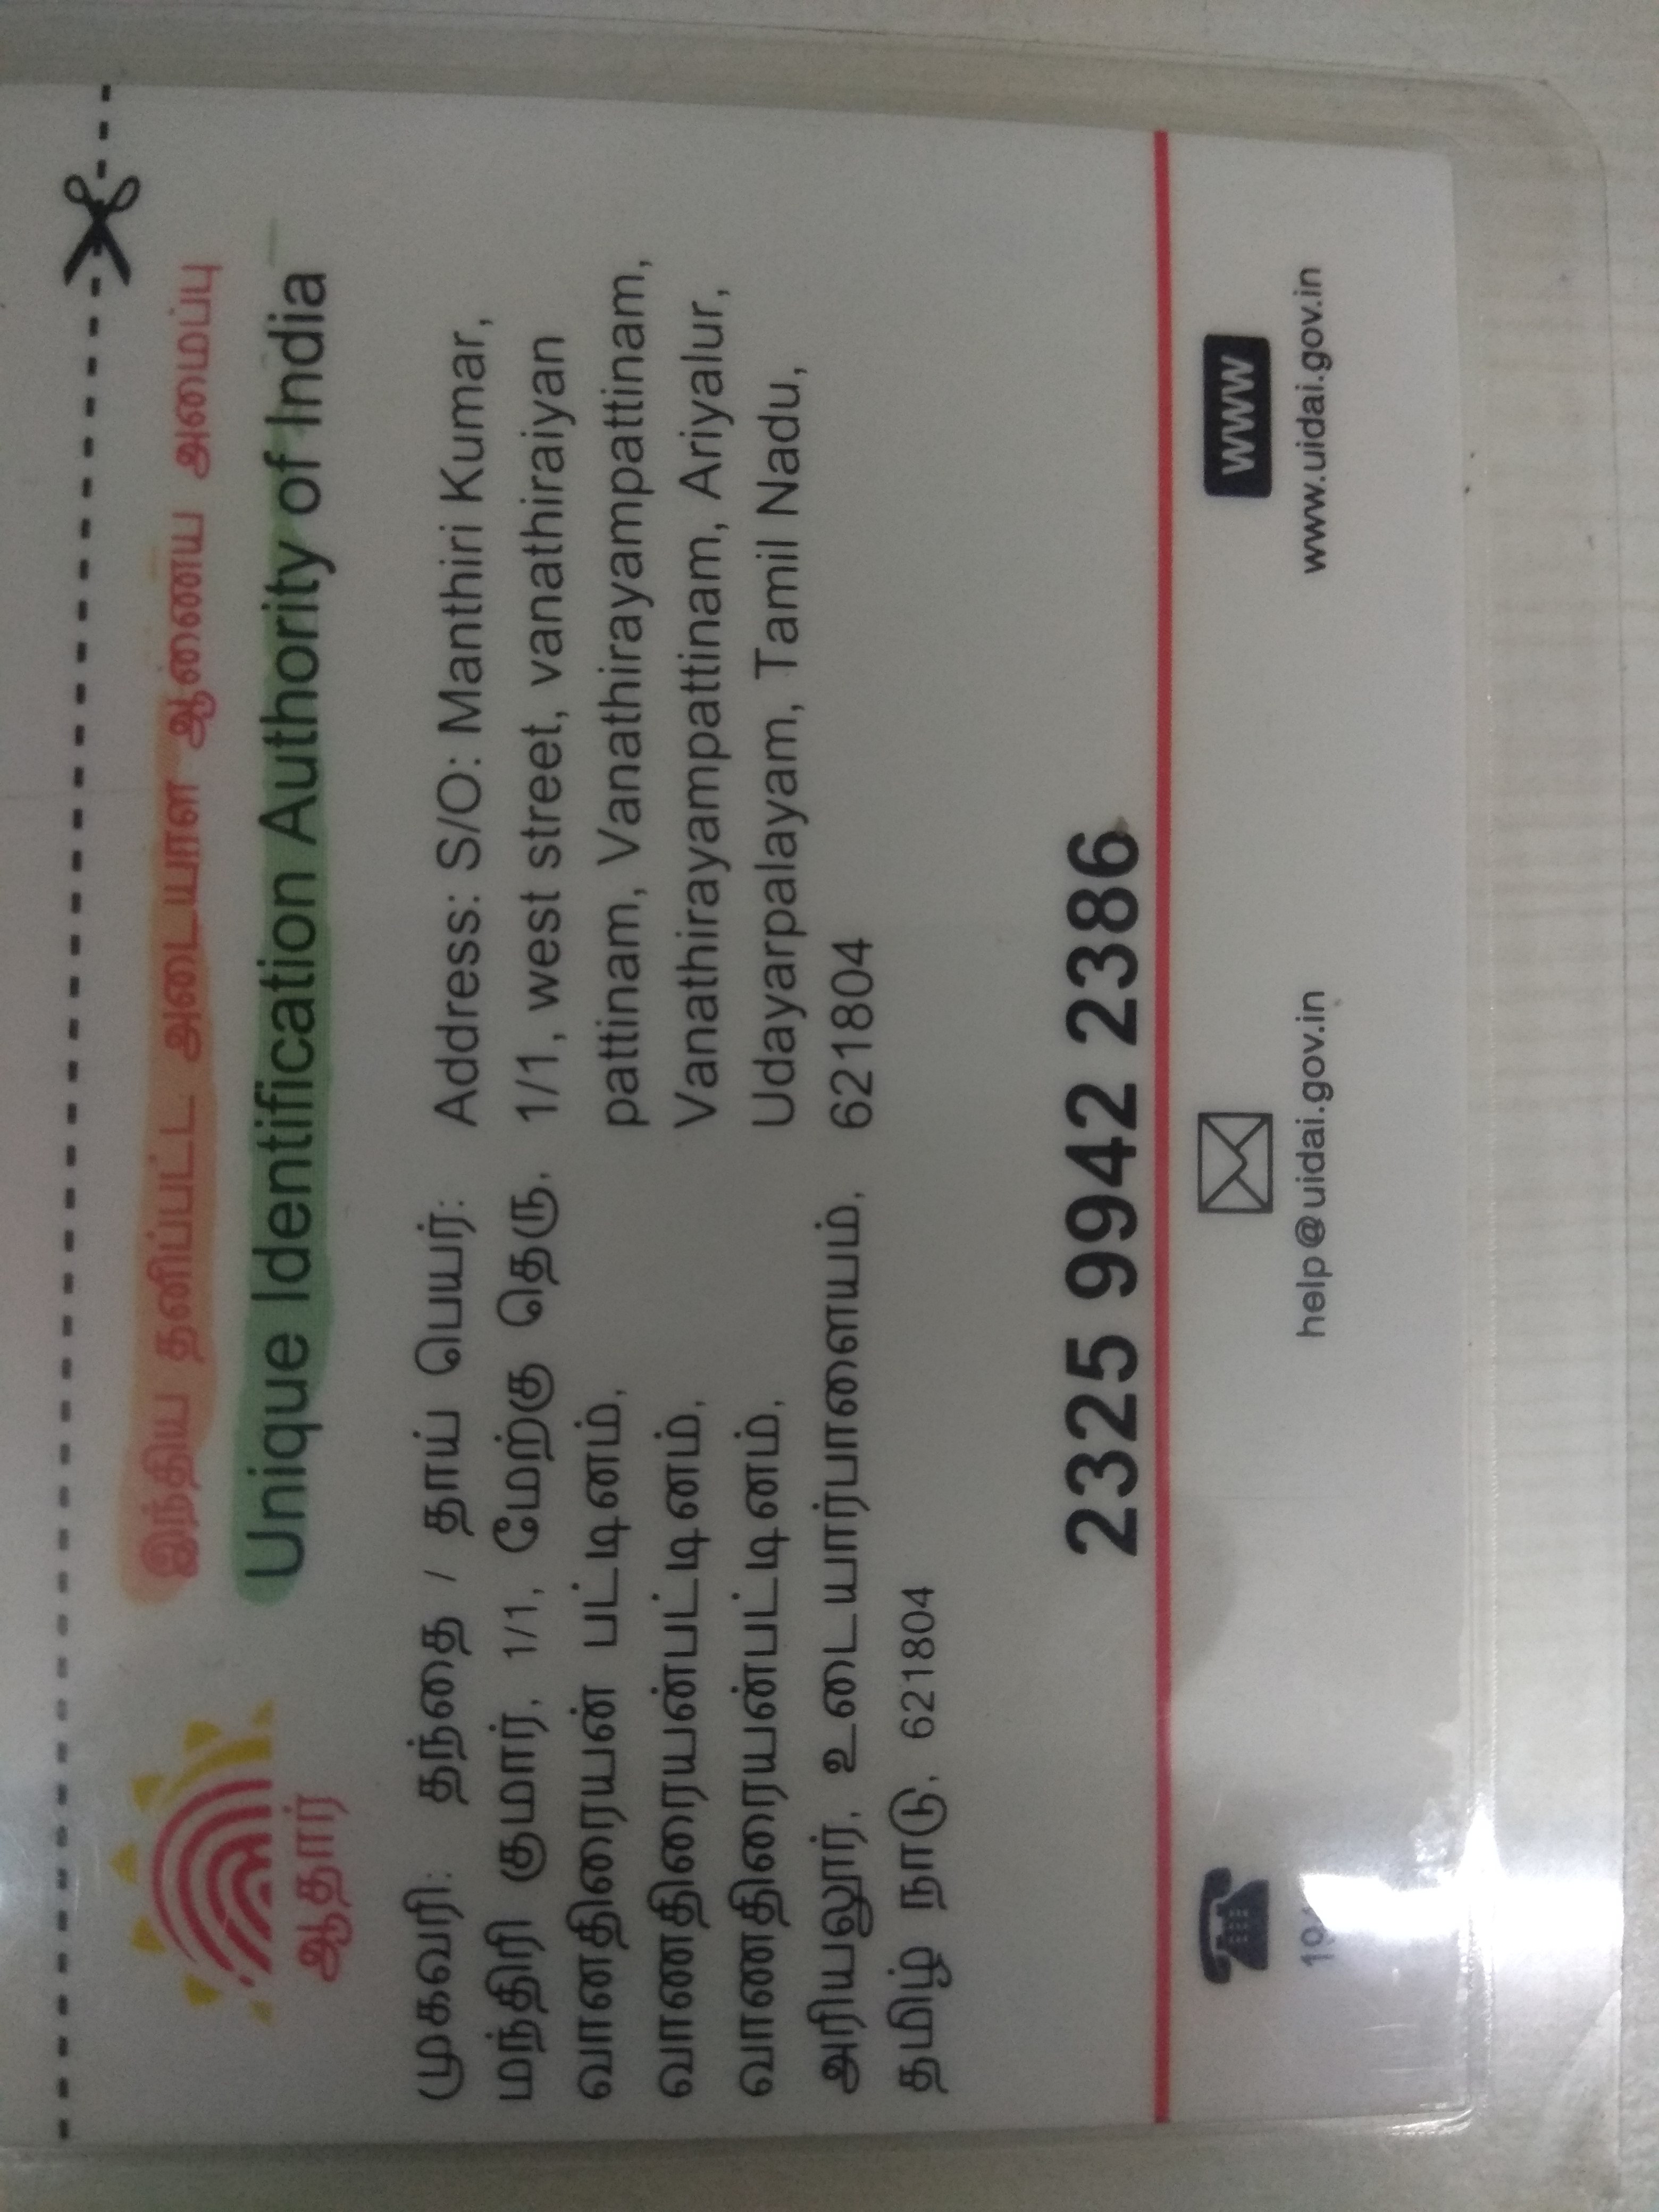 இந்திய தனிப்பட்ட அடையாள ஆணைய அமைப்பு
Unique Identification Authority of India
ஆதார்
முகவரி: தந்தை / தாய் பெயர்:
மந்திரி குமார், 1/1, மேற்கு தெரு,
வானதிரையன் பட்டினம்,
வாணதிரையன்பட்டினம்,
வாணதிரையன்பட்டினம்,
அரியலூர், உடையார்பாளையம்,
தமிழ் நாடு, 621804
Address: S/O: Manthiri Kumar,
1/1, west street, vanathiraiyan
pattinam, Vanathirayampattinam,
Vanathirayampattinam, Ariyalur,
Udayarpalayam, Tamil Nadu,
621804
2325 9942 2386
help@uidai.gov.in
www
www.uidai.gov.in